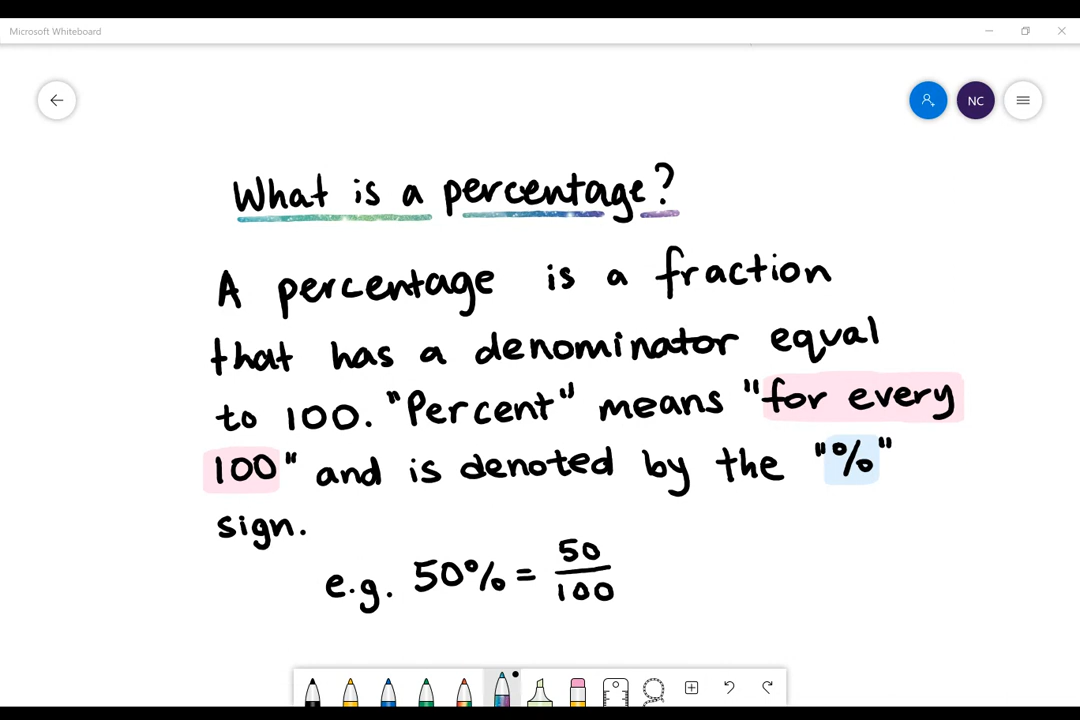 Microsoft Whiteboard
NC
What is a percentage?
A percentage is a fraction
that has a denominator equal
to 100. "Percent" means "for every
100" and is denoted by the "%"
sign.
e.g. 50% = 50/100